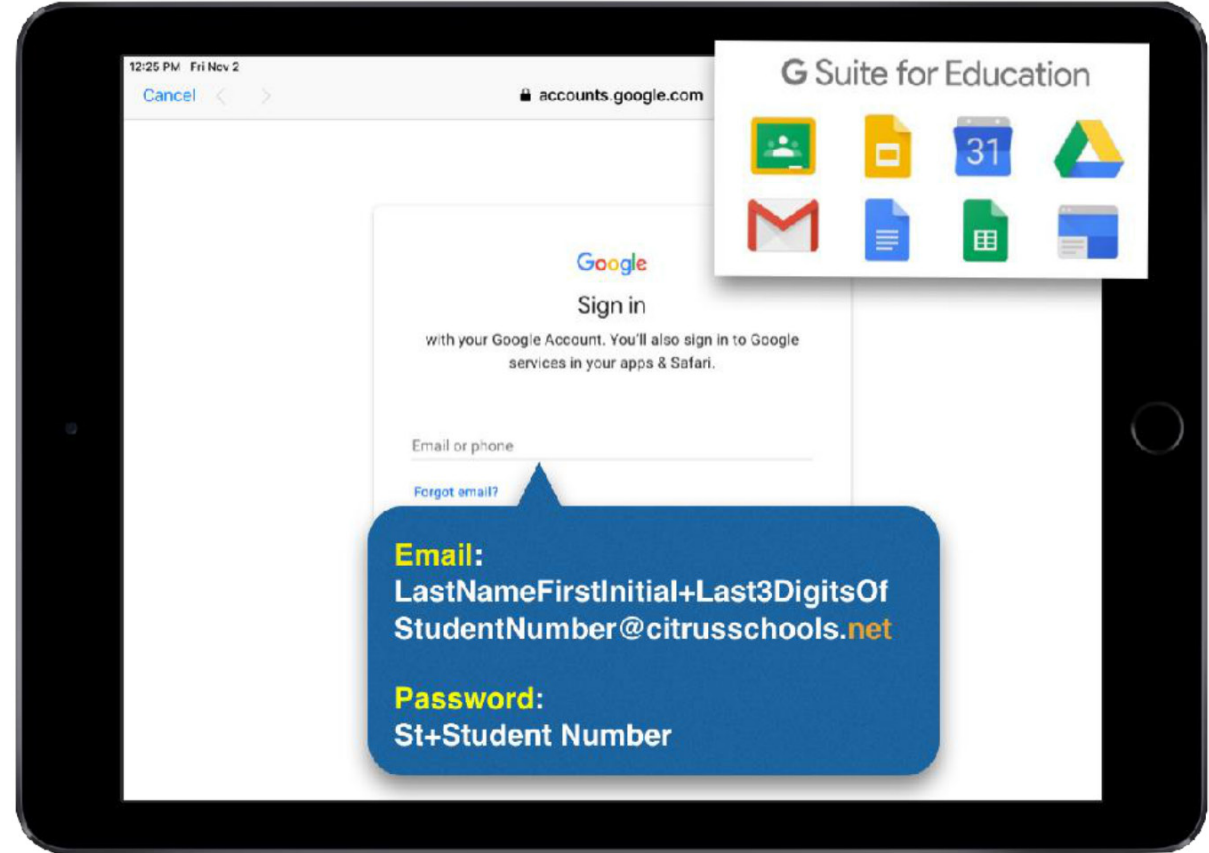 12:25 PM Fri Nov 2
Cancel
accounts.google.com
G Suite for Education
31
Google
Sign in
with your Google Account. You'll also sign in to Google
services in your apps & Safari.
Email or phone
Forgot email?
Email:
LastNameFirstInitial+Last3DigitsOf
StudentNumber@citrusschools.net
Password:
St+Student Number